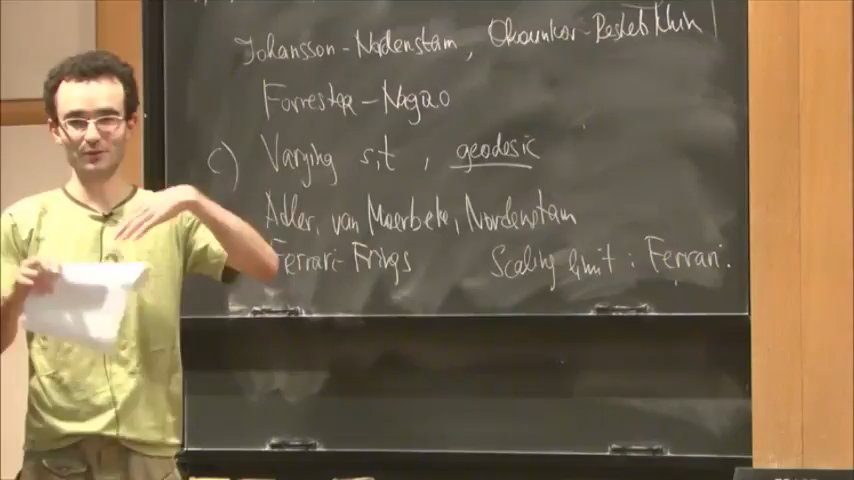 Johansson - Nordenstam, Okounkov - Reshetikhin
Forrester - Nagao
c) Varying s,t, geodesic
Adler, van Moerbeke, Nordenstam
Ferrari - Frings Scaling limit: Ferrari.